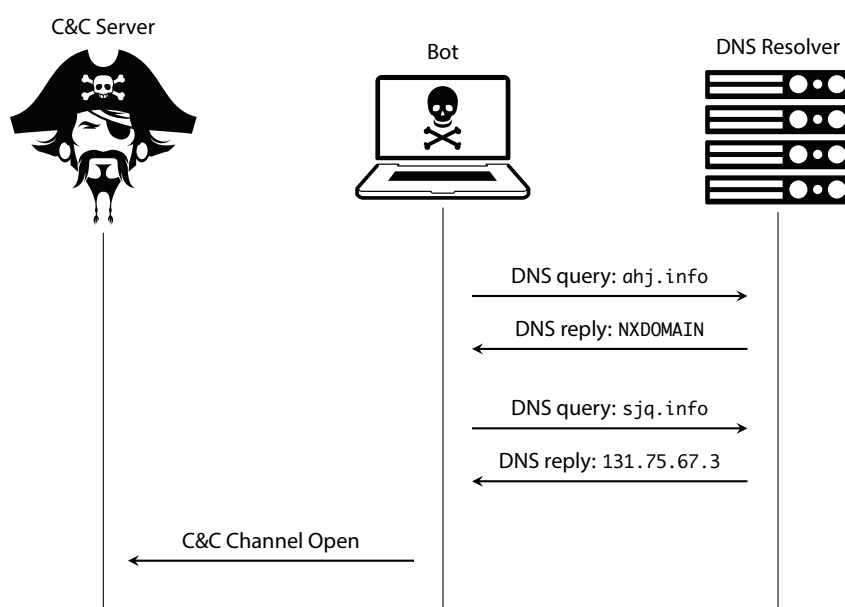 C&C Server
Bot
DNS Resolver
DNS query: ahj.info
DNS reply: NXDOMAIN
DNS query: sjq.info
DNS reply: 131.75.67.3
C&C Channel Open